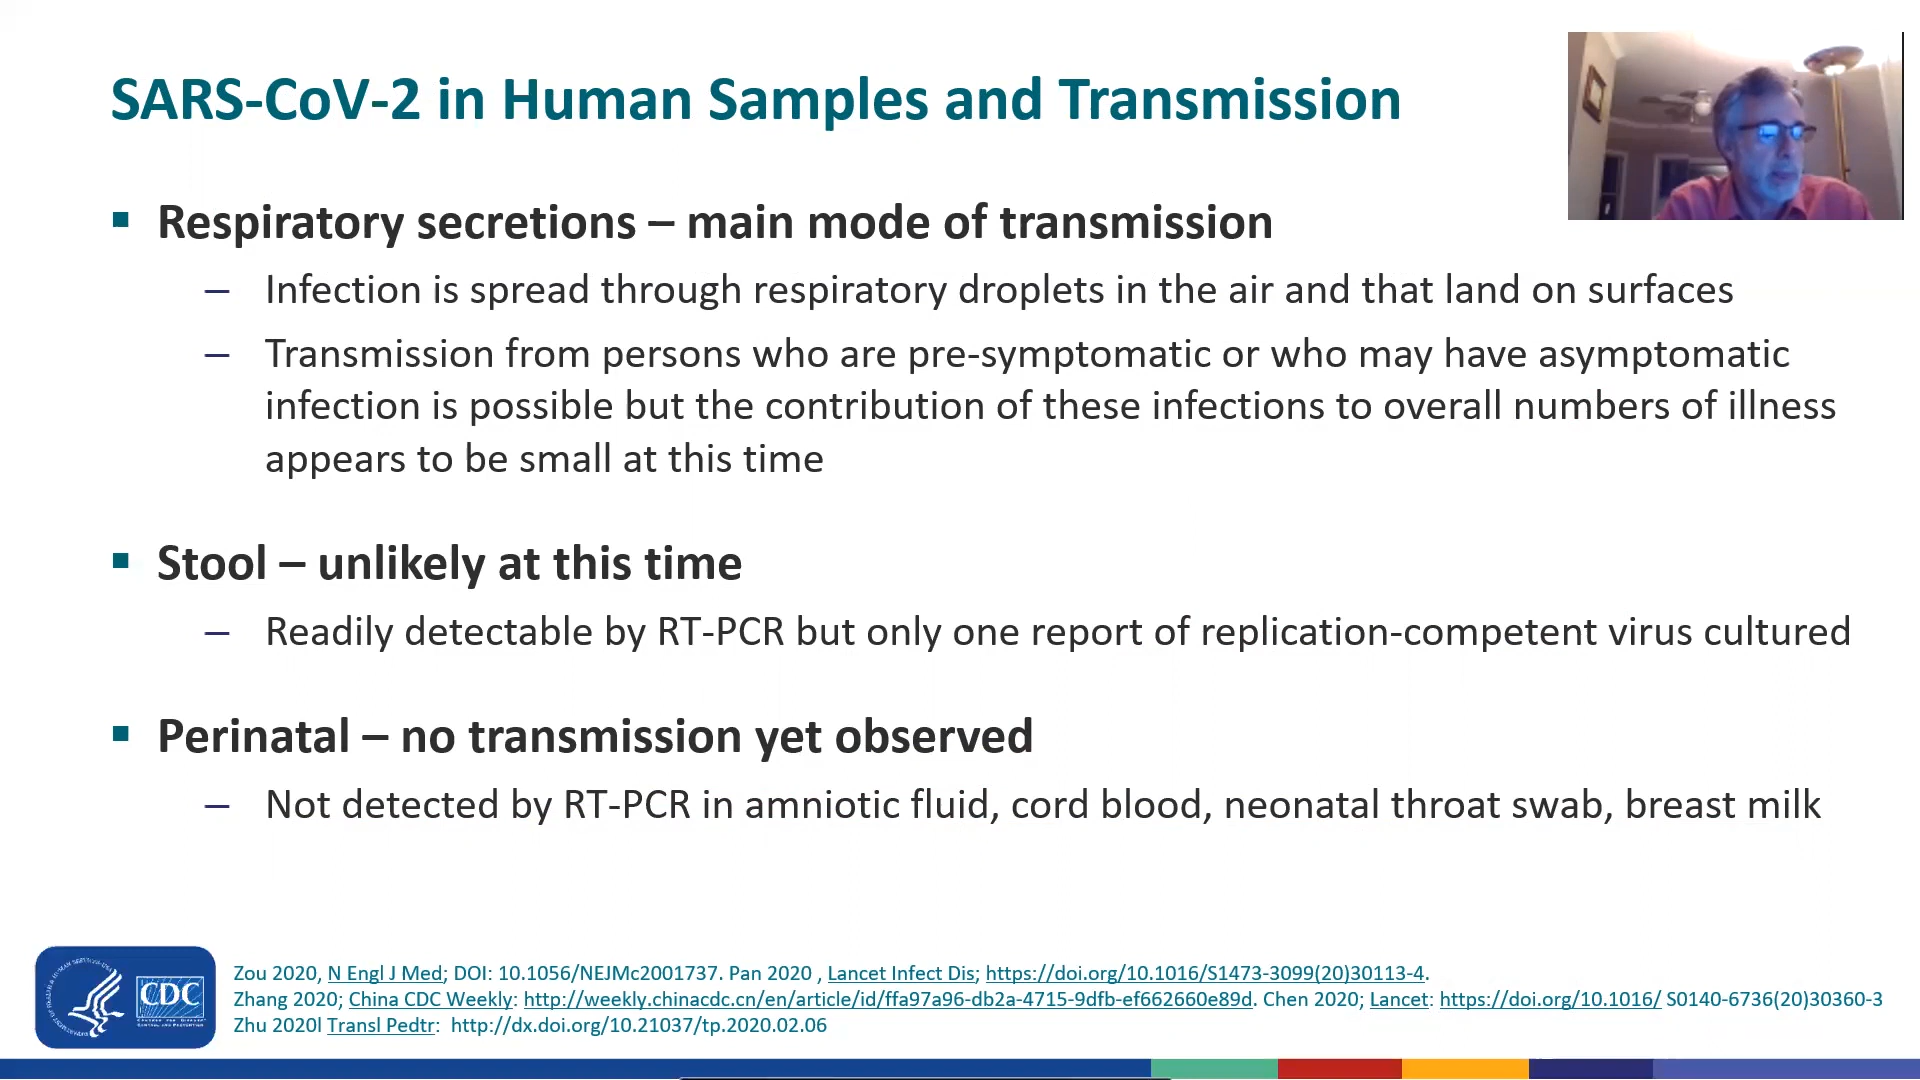 SARS-CoV-2 in Human Samples and Transmission
▪ Respiratory secretions – main mode of transmission
– Infection is spread through respiratory droplets in the air and that land on surfaces
– Transmission from persons who are pre-symptomatic or who may have asymptomatic
infection is possible but the contribution of these infections to overall numbers of illness
appears to be small at this time
▪ Stool – unlikely at this time
– Readily detectable by RT-PCR but only one report of replication-competent virus cultured
▪ Perinatal – no transmission yet observed
– Not detected by RT-PCR in amniotic fluid, cord blood, neonatal throat swab, breast milk
CDC
Zou 2020, N Engl J Med; DOI: 10.1056/NEJMc2001737. Pan 2020 , Lancet Infect Dis; https://doi.org/10.1016/S1473-3099(20)30113-4.
Zhang 2020; China CDC Weekly: http://weekly.chinacdc.cn/en/article/id/ffa97a96-db2a-4715-9dfb-ef662660e89d. Chen 2020; Lancet: https://doi.org/10.1016/ S0140-6736(20)30360-3
Zhu 2020l Transl Pedtr:  http://dx.doi.org/10.21037/tp.2020.02.06